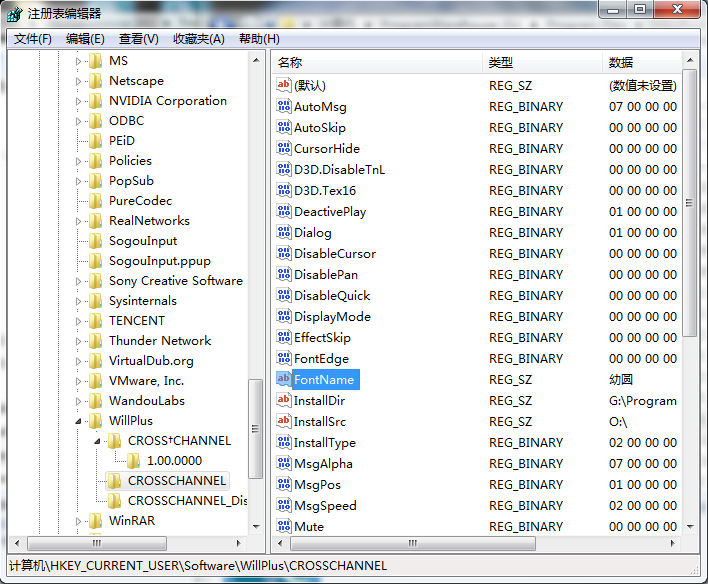 注册表编辑器
文件(F) 编辑(E) 查看(V) 收藏夹(A) 帮助(H)
MS
Netscape
NVIDIA Corporation
ODBC
PEiD
Policies
PopSub
PureCodec
RealNetworks
SogouInput
SogouInput.ppup
Sony Creative Software
Sysinternals
TENCENT
Thunder Network
VirtualDub.org
VMware, Inc.
WandouLabs
WillPlus
CROSS†CHANNEL
1.00.0000
CROSSCHANNEL
CROSSCHANNEL_Dis
WinRAR
名称 类型 数据
(默认) REG_SZ (数值未设置)
AutoMsg REG_BINARY 07 00 00 00
AutoSkip REG_BINARY 00 00 00 00
CursorHide REG_BINARY 00 00 00 00
D3D.DisableTnL REG_BINARY 00 00 00 00
D3D.Tex16 REG_BINARY 00 00 00 00
DeactivePlay REG_BINARY 01 00 00 00
Dialog REG_BINARY 01 00 00 00
DisableCursor REG_BINARY 00 00 00 00
DisablePan REG_BINARY 00 00 00 00
DisableQuick REG_BINARY 00 00 00 00
DisplayMode REG_BINARY 00 00 00 00
EffectSkip REG_BINARY 00 00 00 00
FontEdge REG_BINARY 00 00 00 00
FontName REG_SZ 幼圆
InstallDir REG_SZ G:\Program
InstallSrc REG_SZ O:\
InstallType REG_BINARY 02 00 00 00
MsgAlpha REG_BINARY 07 00 00 00
MsgPos REG_BINARY 01 00 00 00
MsgSpeed REG_BINARY 02 00 00 00
Mute REG_BINARY 00 00 00 00
计算机\HKEY_CURRENT_USER\Software\WillPlus\CROSSCHANNEL